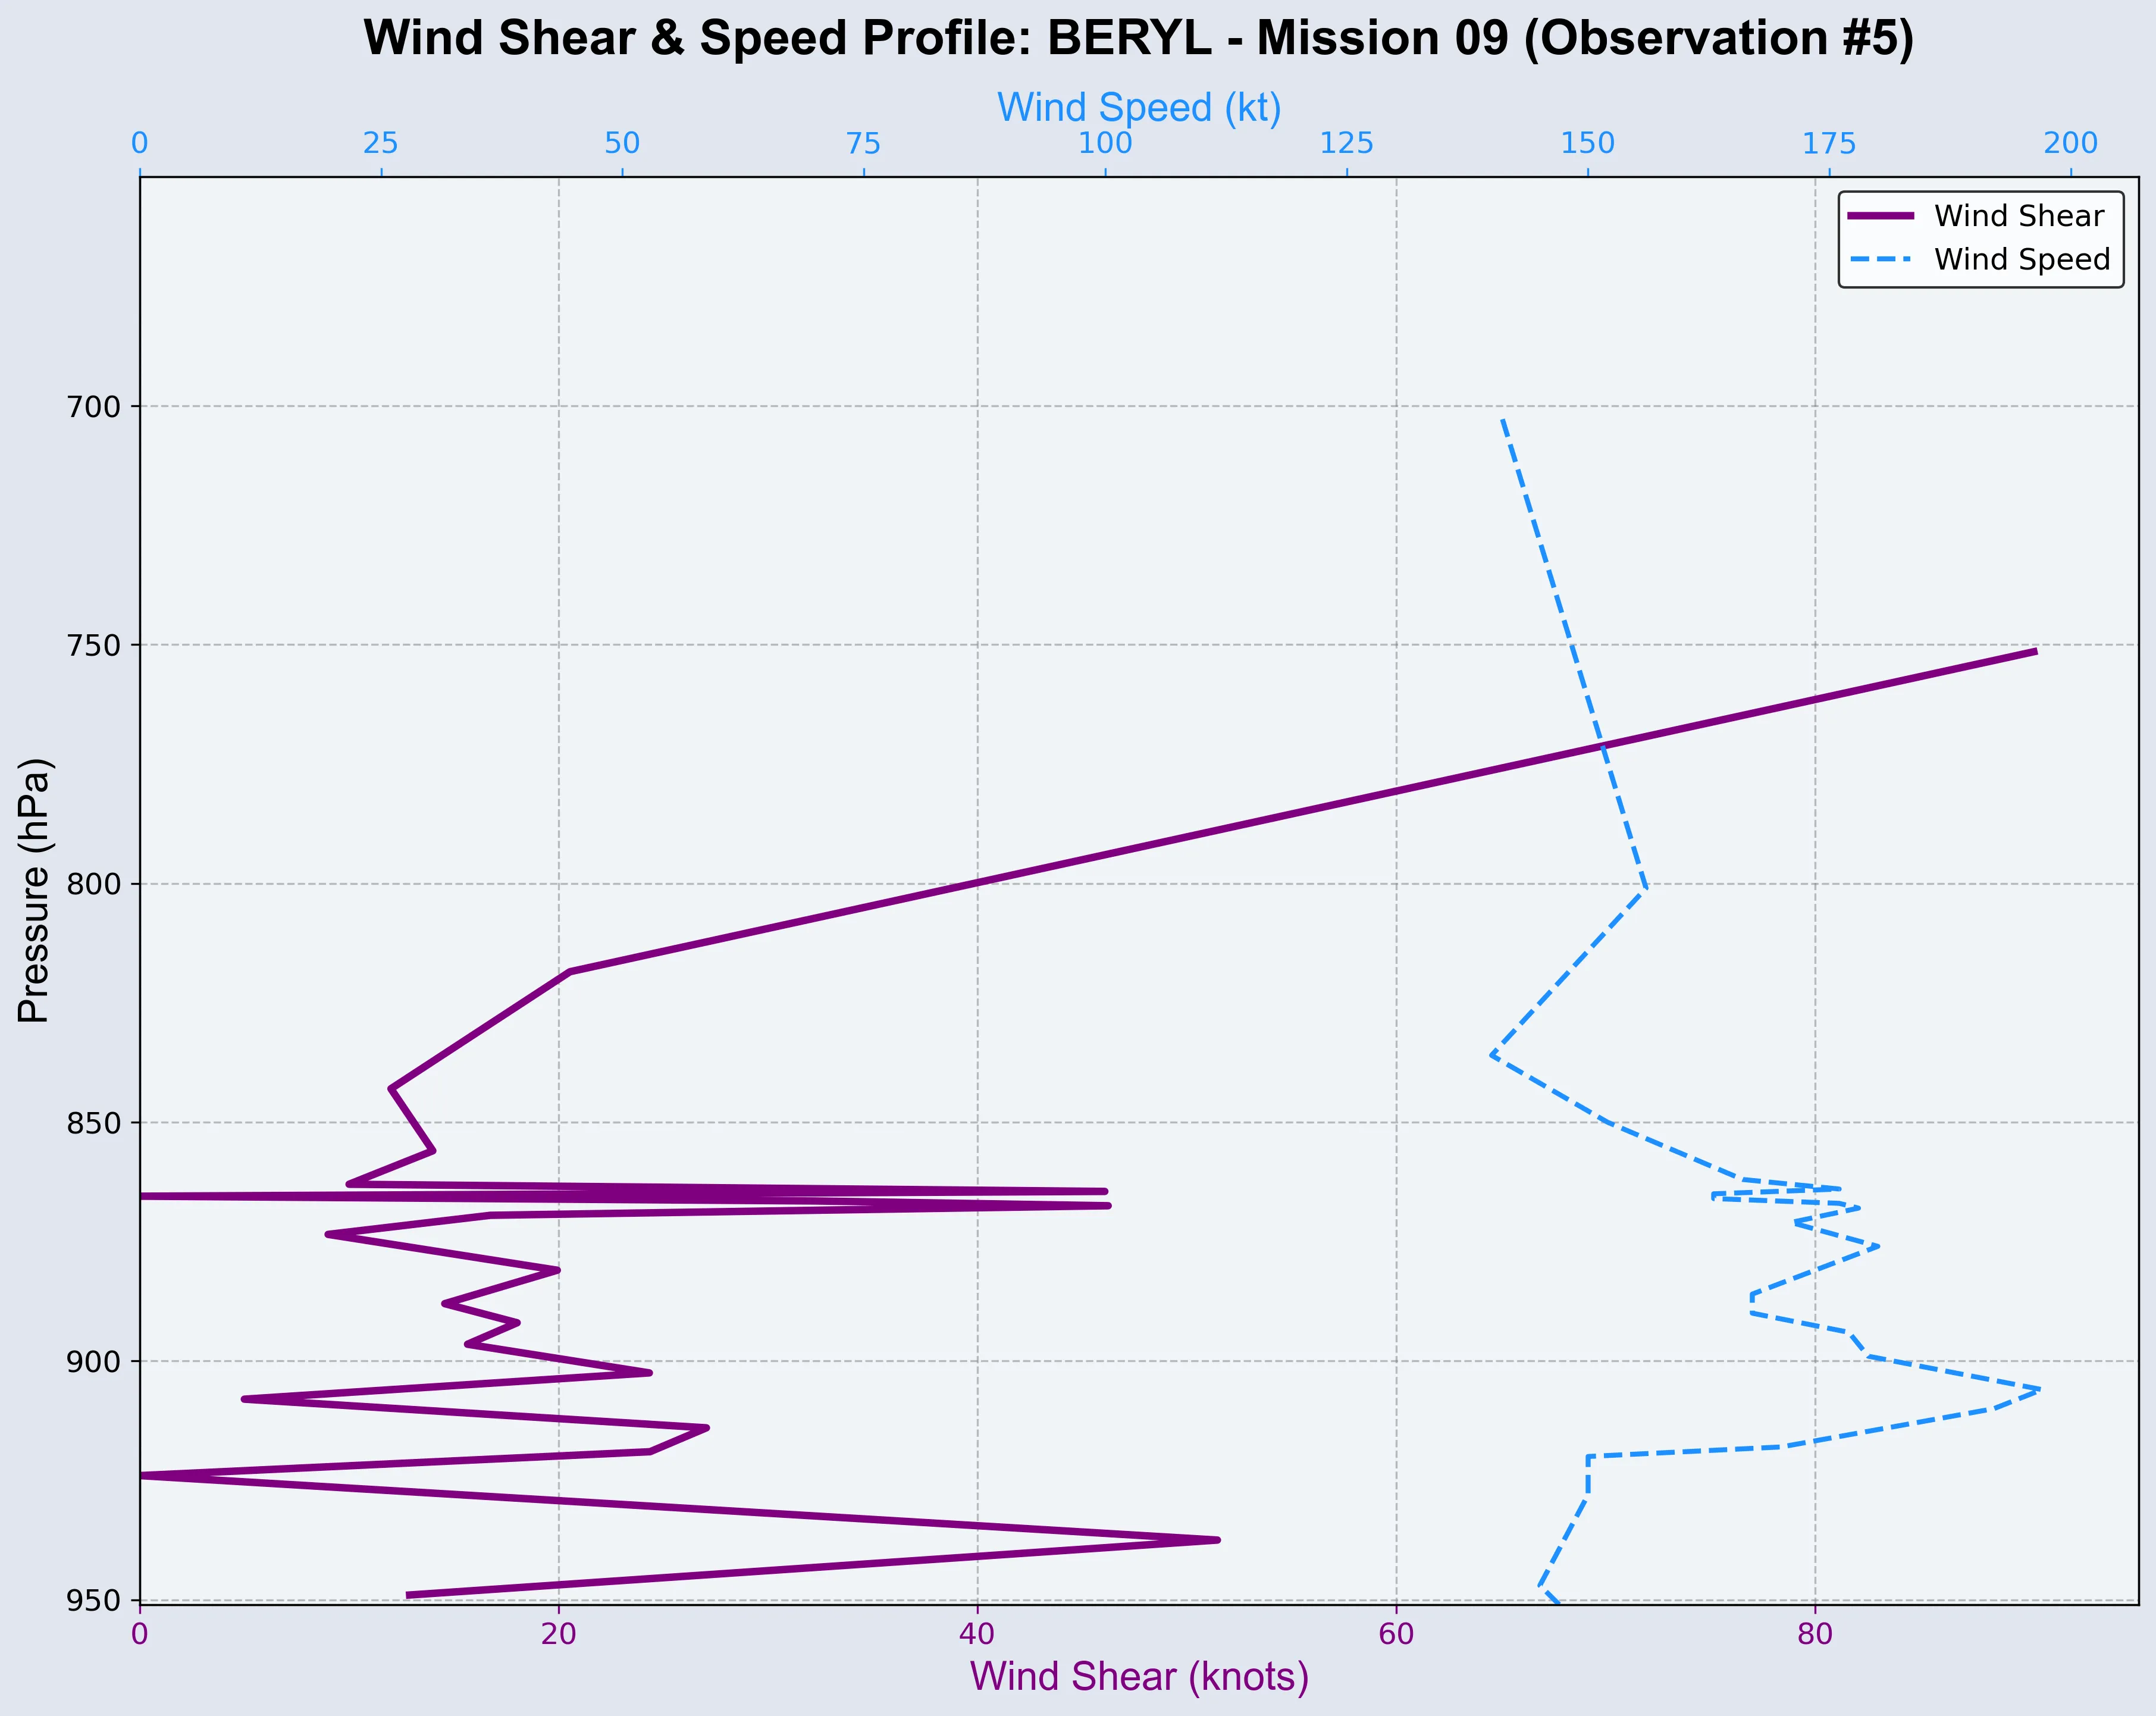 Wind Shear & Speed Profile: BERYL - Mission 09 (Observation #5)
Wind Speed (kt)
0 25 50 75 100 125 150 175 200
Wind Shear
Wind Speed
Pressure (hPa)
700
750
800
850
900
950
0 20 40 60 80
Wind Shear (knots)